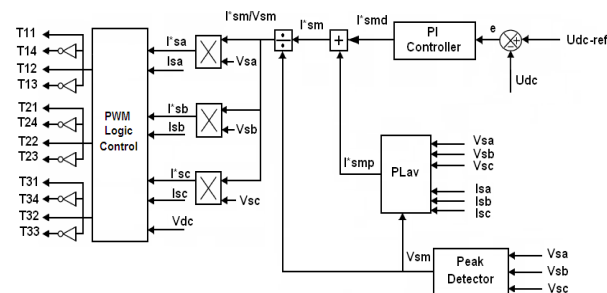 T11
T14
T12
T13
T21
T24
T22
T23
T31
T34
T32
T33
PWM
Logic
Control
I*sm/Vsm
I*sa
Isa
Vsa
I*sb
Isb
Vsb
I*sc
Isc
Vsc
Vdc
I*sm
I*smd
PI
Controller
e
Udc-ref
Udc
I*smp
PLav
Vsa
Vsb
Vsc
Isa
Isb
Isc
Vsm
Peak
Detector
Vsa
Vsb
Vsc